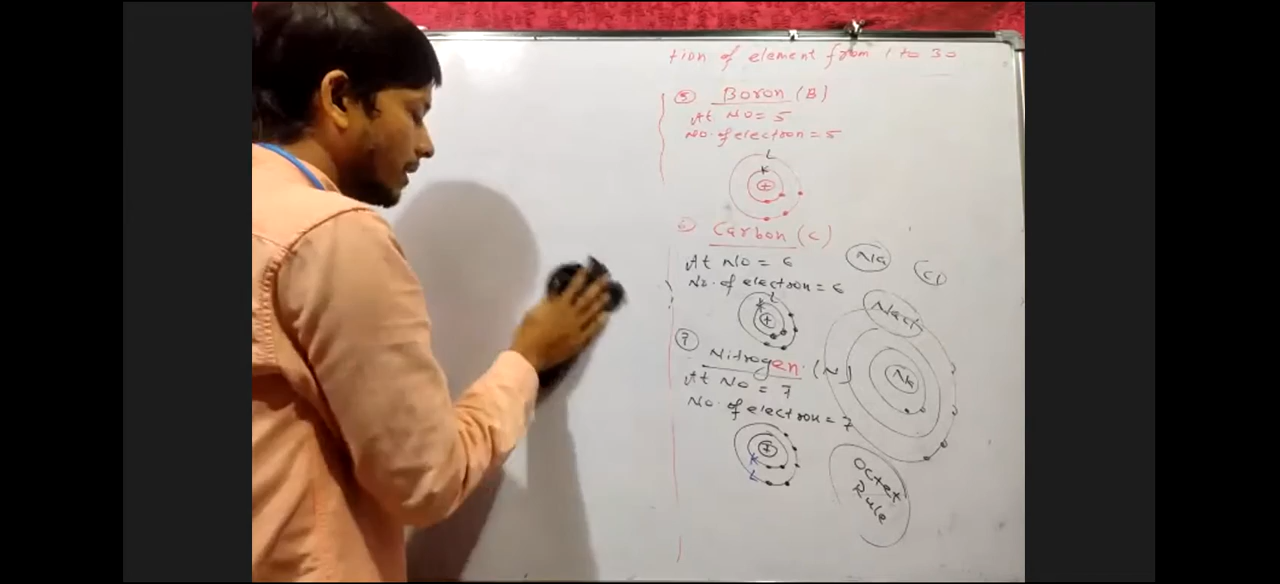 tion of element from 1 to 30
5 Boron (B)
At No = 5
No. of electron = 5
L
K
+
6 Carbon (C)
At No = 6
No. of electron = 6
L
K
+
7 Nitrogen (N)
At No = 7
No. of electron = 7
+
K
L
Na
Cl
Nacl
Na
Octet
Rule